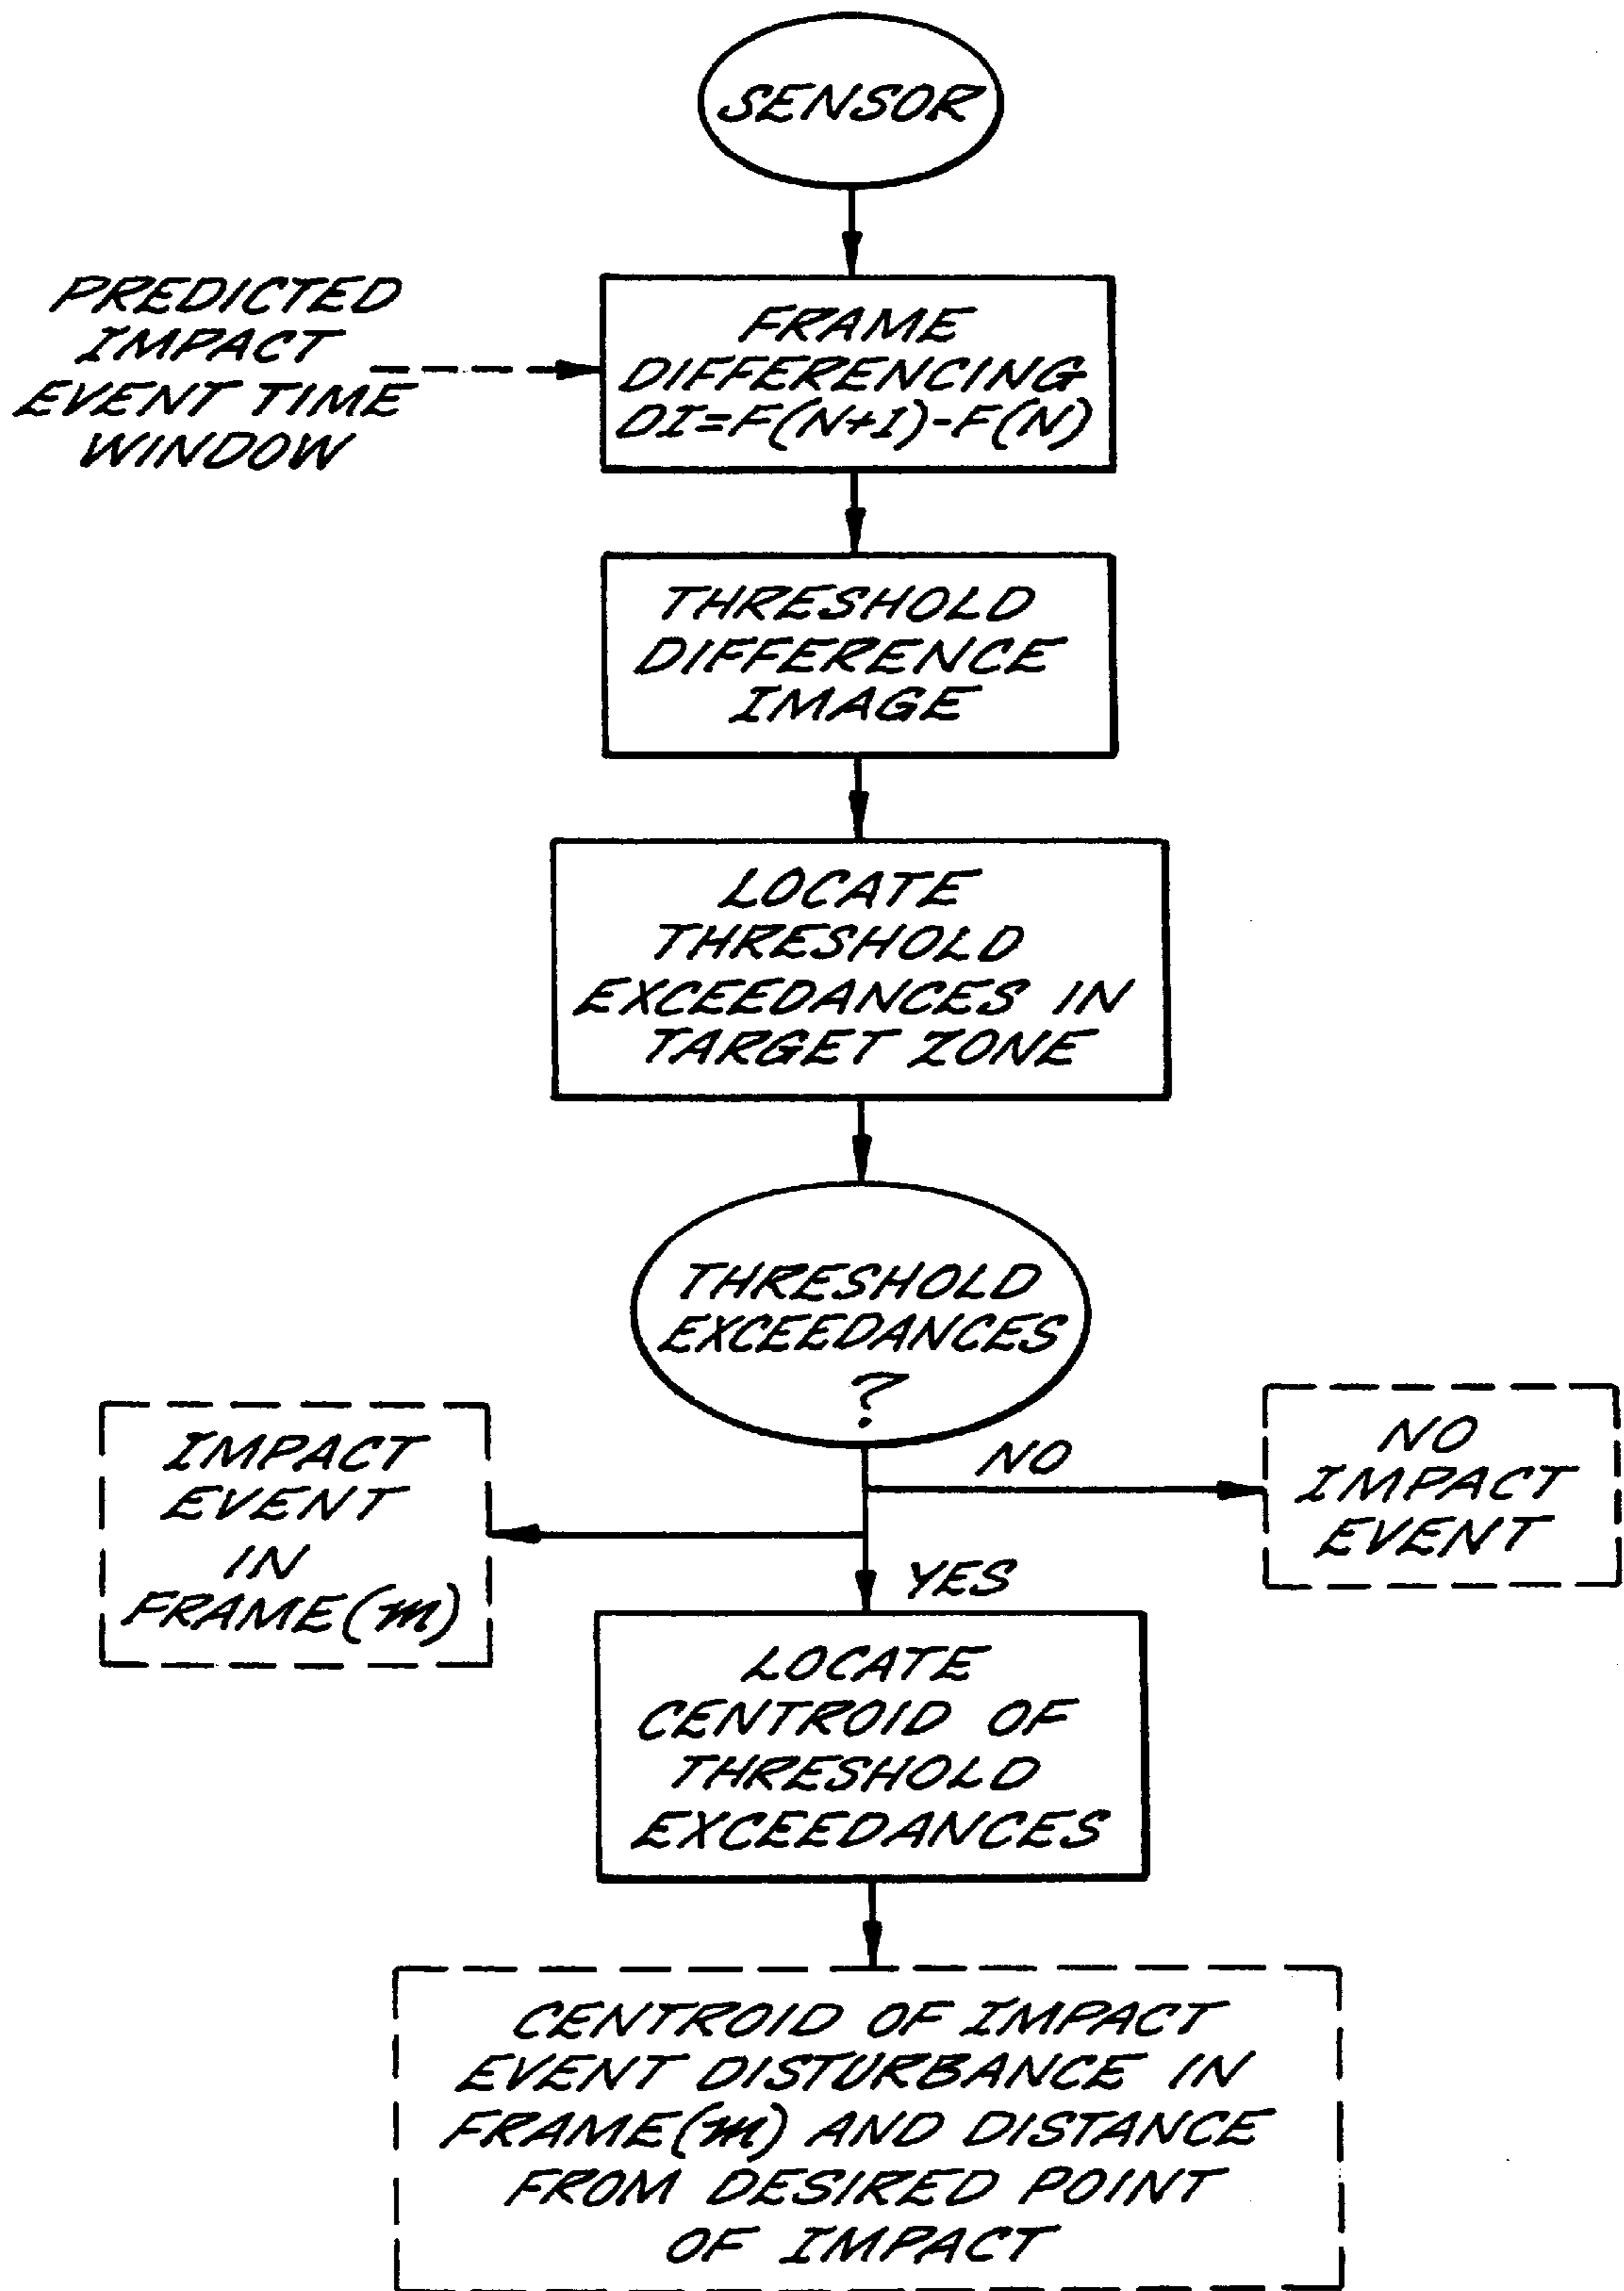 SENSOR
PREDICTED
IMPACT
EVENT TIME
WINDOW
FRAME
DIFFERENCING
DI=F(N+1)-F(N)
THRESHOLD
DIFFERENCE
IMAGE
LOCATE
THRESHOLD
EXCEEDANCES IN
TARGET ZONE
THRESHOLD
EXCEEDANCES
?
NO
NO
IMPACT
EVENT
IMPACT
EVENT
IN
FRAME(m)
YES
LOCATE
CENTROID OF
THRESHOLD
EXCEEDANCES
CENTROID OF IMPACT
EVENT DISTURBANCE IN
FRAME(m) AND DISTANCE
FROM DESIRED POINT
OF IMPACT